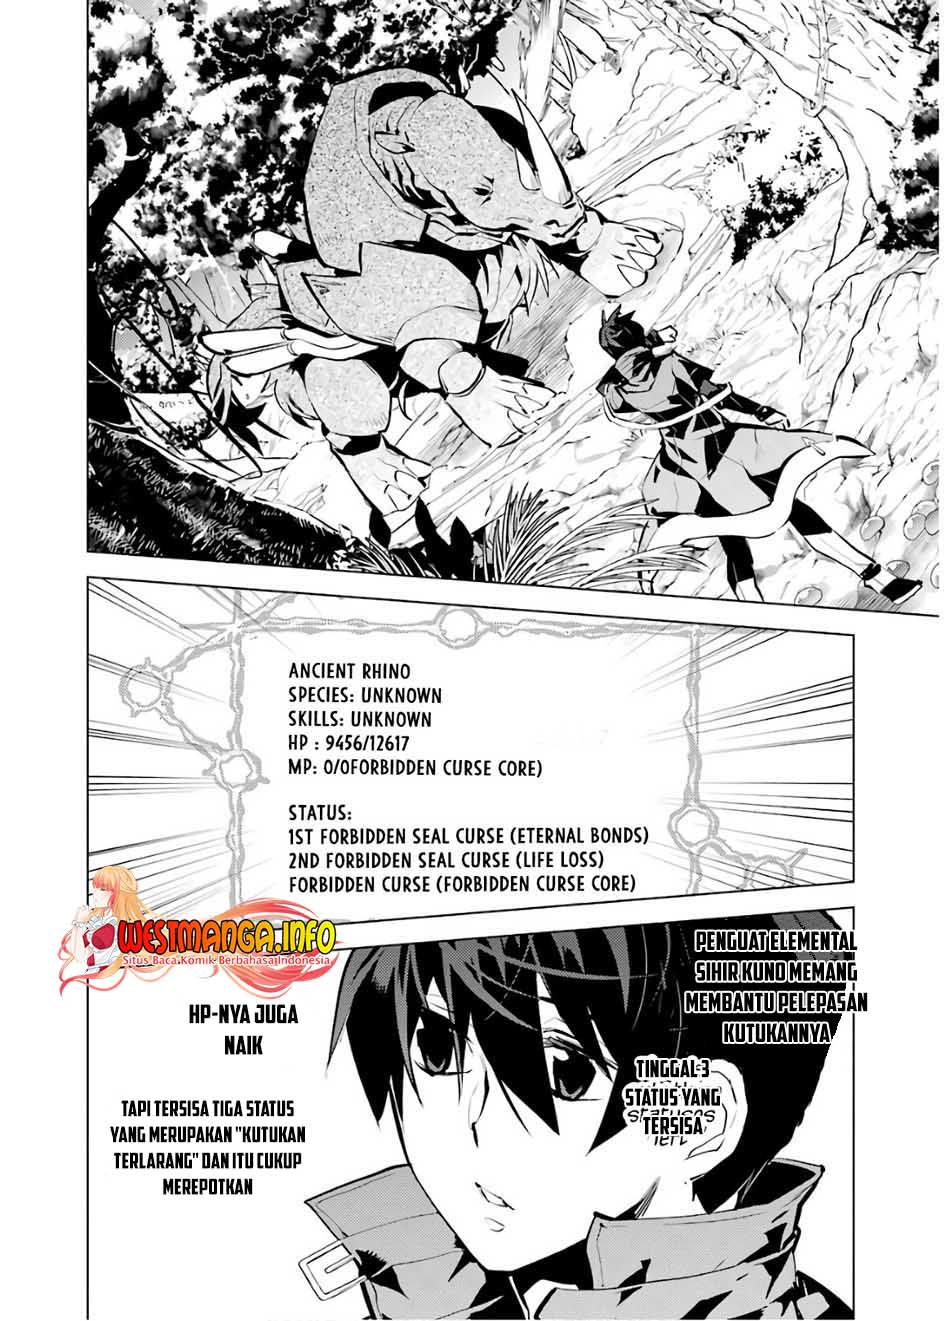 ANCIENT RHINO
SPECIES: UNKNOWN
SKILLS: UNKNOWN
HP : 9456/12617
MP: 0/0FORBIDDEN CURSE CORE)
STATUS:
1ST FORBIDDEN SEAL CURSE (ETERNAL BONDS)
2ND FORBIDDEN SEAL CURSE (LIFE LOSS)
FORBIDDEN CURSE (FORBIDDEN CURSE CORE)
WESTMANGA.INFO
Situs Baca Komik Berbahasa Indonesia
PENGUAT ELEMENTAL
SIHIR KUNO MEMANG
MEMBANTU PELEPASAN
KUTUKANNYA
TINGGAL 3
STATUS YANG
statuses
TERSISA
HP-NYA JUGA
NAIK
TAPI TERSISA TIGA STATUS
YANG MERUPAKAN "KUTUKAN
TERLARANG" DAN ITU CUKUP
MEREPOTKAN